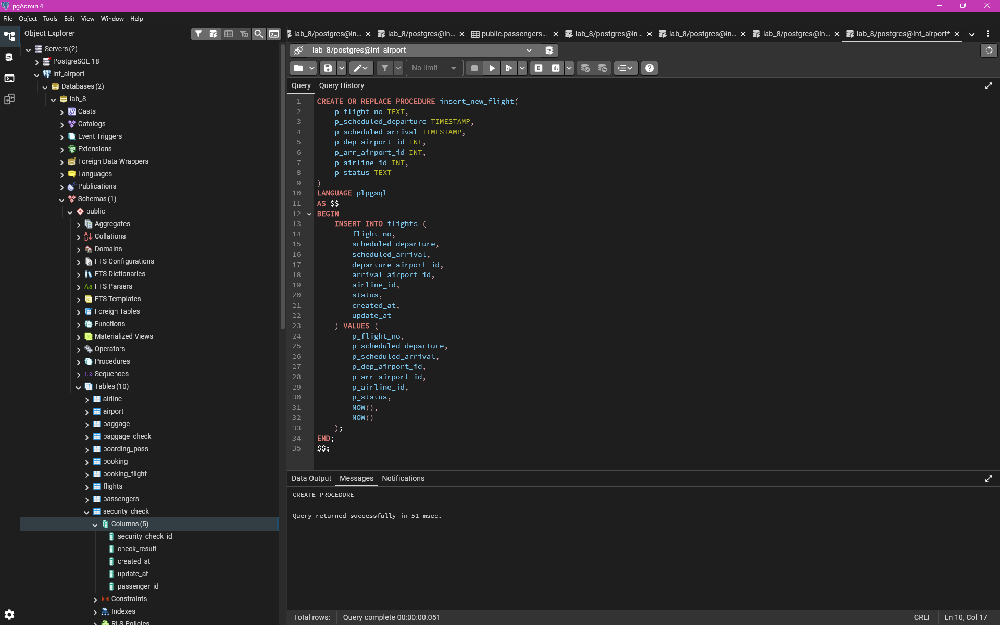 pgAdmin 4
File Object Tools Edit View Window Help
Object Explorer
lab_8/postgres@in...
lab_8/postgres@in...
public.passengers...
lab_8/postgres@in...
lab_8/postgres@in...
lab_8/postgres@in...
lab_8/postgres@int_airport*
Servers (2)
PostgreSQL 18
int_airport
Databases (2)
lab_8
Casts
Catalogs
Event Triggers
Extensions
Foreign Data Wrappers
Languages
Publications
Schemas (1)
public
Aggregates
Collations
Domains
FTS Configurations
FTS Dictionaries
Aa FTS Parsers
FTS Templates
Foreign Tables
Functions
Materialized Views
Operators
Procedures
1..3 Sequences
Tables (10)
airline
airport
baggage
baggage_check
boarding_pass
booking
booking_flight
flights
passengers
security_check
Columns (5)
security_check_id
check_result
created_at
update_at
passenger_id
Constraints
Indexes
RLS Policies
lab_8/postgres@int_airport
No limit
E
Query Query History
1 CREATE OR REPLACE PROCEDURE insert_new_flight(
2 p_flight_no TEXT,
3 p_scheduled_departure TIMESTAMP,
4 p_scheduled_arrival TIMESTAMP,
5 p_dep_airport_id INT,
6 p_arr_airport_id INT,
7 p_airline_id INT,
8 p_status TEXT
9 )
10 LANGUAGE plpgsql
11 AS $$
12 BEGIN
13 INSERT INTO flights (
14 flight_no,
15 scheduled_departure,
16 scheduled_arrival,
17 departure_airport_id,
18 arrival_airport_id,
19 airline_id,
20 status,
21 created_at,
22 update_at
23 ) VALUES (
24 p_flight_no,
25 p_scheduled_departure,
26 p_scheduled_arrival,
27 p_dep_airport_id,
28 p_arr_airport_id,
29 p_airline_id,
30 p_status,
31 NOW(),
32 NOW()
33 );
34 END;
35 $$;
Data Output Messages Notifications
CREATE PROCEDURE
Query returned successfully in 51 msec.
Total rows: Query complete 00:00:00.051 CRLF Ln 10, Col 17